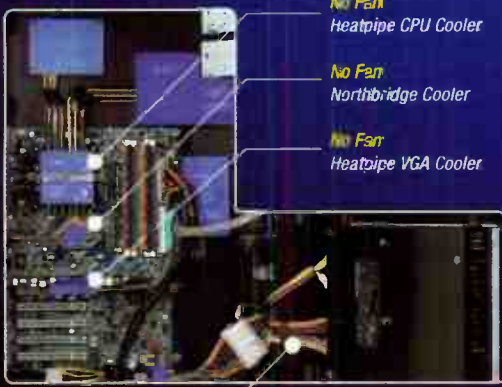 No Fan
Heatpipe CPU Cooler
No Fan
Northbridge Cooler
No Fan
Heatpipe VGA Cooler